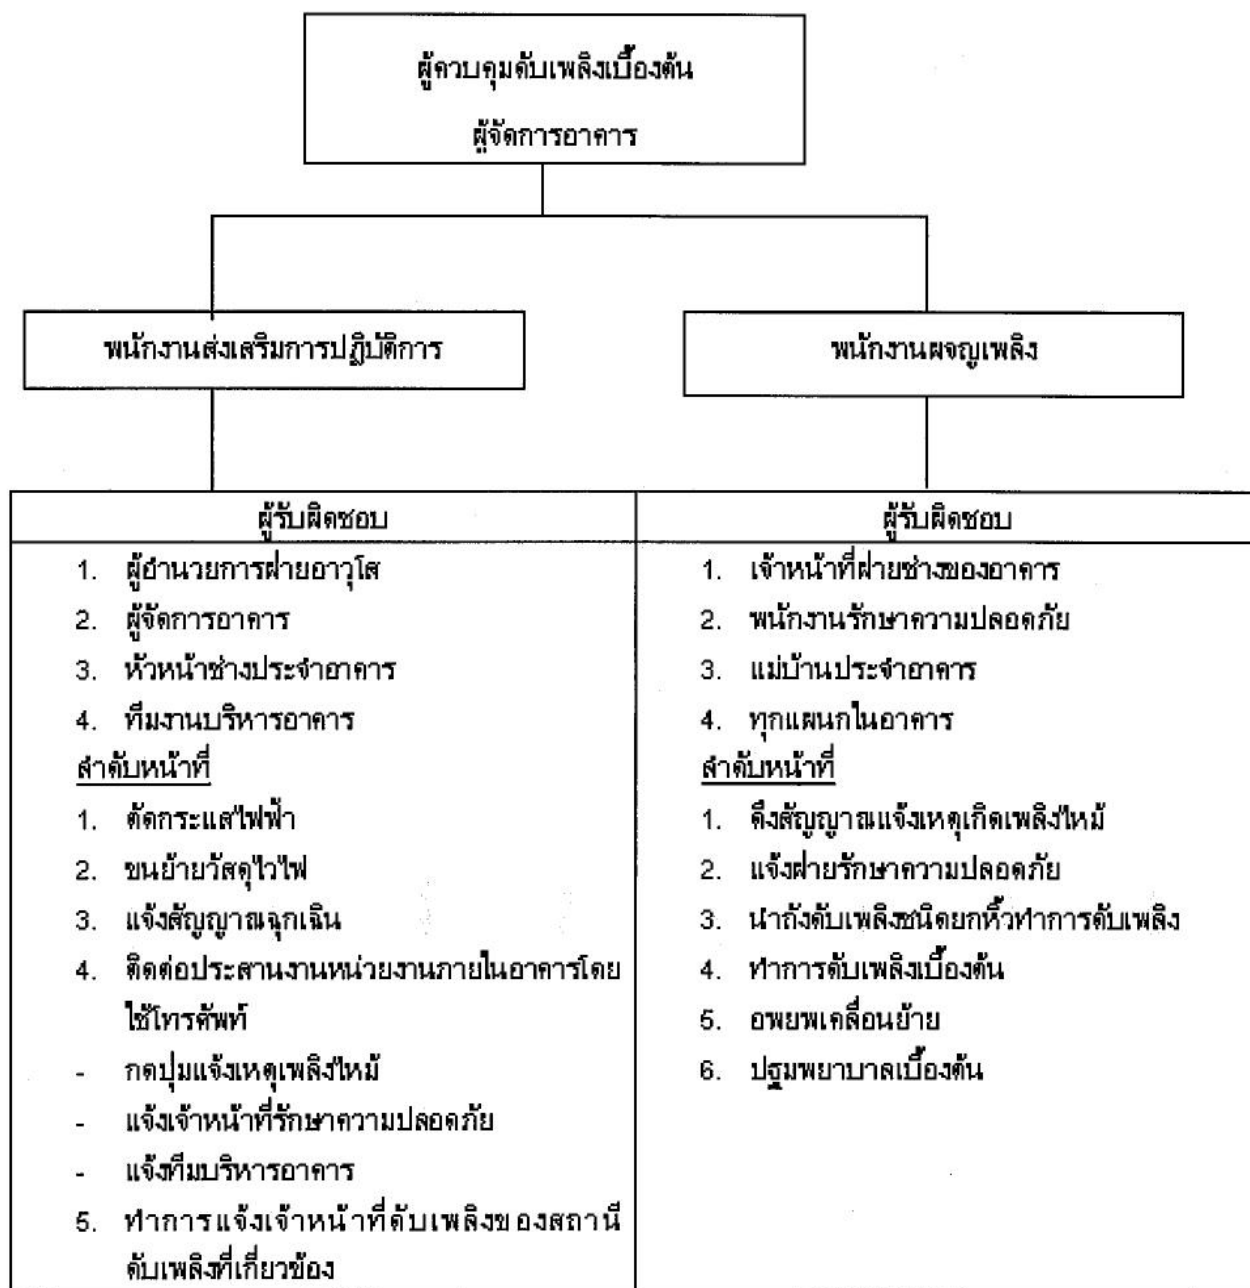 ผู้ควบคุมดับเพลิงเบื้องต้น
ผู้จัดการอาคาร
พนักงานส่งเสริมการปฏิบัติการ
พนักงานผจญเพลิง
ผู้รับผิดชอบ
1. ผู้อำนวยการฝ่ายอาวุโส
2. ผู้จัดการอาคาร
3. หัวหน้าช่างประจำอาคาร
4. ทีมงานบริหารอาคาร
ลำดับหน้าที่
1. ตัดกระแสไฟฟ้า
2. ขนย้ายวัสดุไวไฟ
3. แจ้งสัญญาณฉุกเฉิน
4. ติดต่อประสานงานหน่วยงานภายในอาคารโดย
ใช้โทรศัพท์
- กดปุ่มแจ้งเหตุเพลิงไหม้
- แจ้งเจ้าหน้าที่รักษาความปลอดภัย
- แจ้งทีมบริหารอาคาร
5. ทำการแจ้งเจ้าหน้าที่ดับเพลิงของสถานี
ดับเพลิงที่เกี่ยวข้อง
ผู้รับผิดชอบ
1. เจ้าหน้าที่ฝ่ายช่างของอาคาร
2. พนักงานรักษาความปลอดภัย
3. แม่บ้านประจำอาคาร
4. ทุกแผนกในอาคาร
ลำดับหน้าที่
1. ดึงสัญญาณแจ้งเหตุเกิดเพลิงไหม้
2. แจ้งฝ่ายรักษาความปลอดภัย
3. นำถังดับเพลิงชนิดยกหิ้วทำการดับเพลิง
4. ทำการดับเพลิงเบื้องต้น
5. อพยพเคลื่อนย้าย
6. ปฐมพยาบาลเบื้องต้น